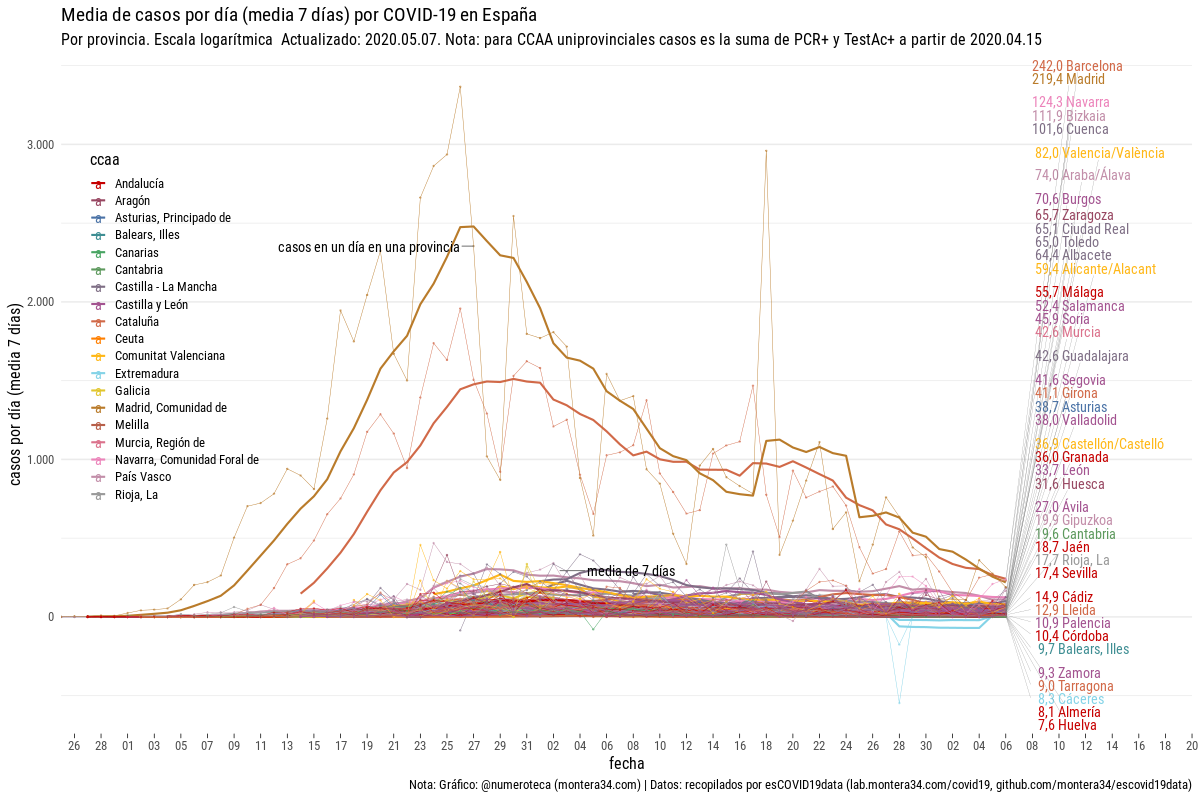 Media de casos por día (media 7 días) por COVID-19 en España
Por provincia. Escala logarítmica  Actualizado: 2020.05.07. Nota: para CCAA uniprovinciales casos es la suma de PCR+ y TestAc+ a partir de 2020.04.15
casos por día (media 7 días)
3.000
2.000
1.000
0
ccaa
Andalucía
Aragón
Asturias, Principado de
Balears, Illes
Canarias
Cantabria
Castilla - La Mancha
Castilla y León
Cataluña
Ceuta
Comunitat Valenciana
Extremadura
Galicia
Madrid, Comunidad de
Melilla
Murcia, Región de
Navarra, Comunidad Foral de
País Vasco
Rioja, La
casos en un día en una provincia
media de 7 días
242,0 Barcelona
219,4 Madrid
124,3 Navarra
111,9 Bizkaia
101,6 Cuenca
82,0 Valencia/València
74,0 Araba/Álava
70,6 Burgos
65,7 Zaragoza
65,1 Ciudad Real
65,0 Toledo
64,4 Albacete
59,4 Alicante/Alacant
55,7 Málaga
52,4 Salamanca
45,9 Soria
42,6 Murcia
42,6 Guadalajara
41,6 Segovia
41,1 Girona
38,7 Asturias
38,0 Valladolid
36,9 Castellón/Castelló
36,0 Granada
33,7 León
31,6 Huesca
27,0 Ávila
19,9 Gipuzkoa
19,6 Cantabria
18,7 Jaén
17,7 Rioja, La
17,4 Sevilla
14,9 Cádiz
12,9 Lleida
10,9 Palencia
10,4 Córdoba
9,7 Balears, Illes
9,3 Zamora
9,0 Tarragona
8,3 Cáceres
8,1 Almería
7,6 Huelva
26 28 01 03 05 07 09 11 13 15 17 19 21 23 25 27 29 31 02 04 06 08 10 12 14 16 18 20 22 24 26 28 30 02 04 06 08 10 12 14 16 18 20
fecha
Nota: Gráfico: @numeroteca (montera34.com) | Datos: recopilados por esCOVID19data (lab.montera34.com/covid19, github.com/montera34/escovid19data)